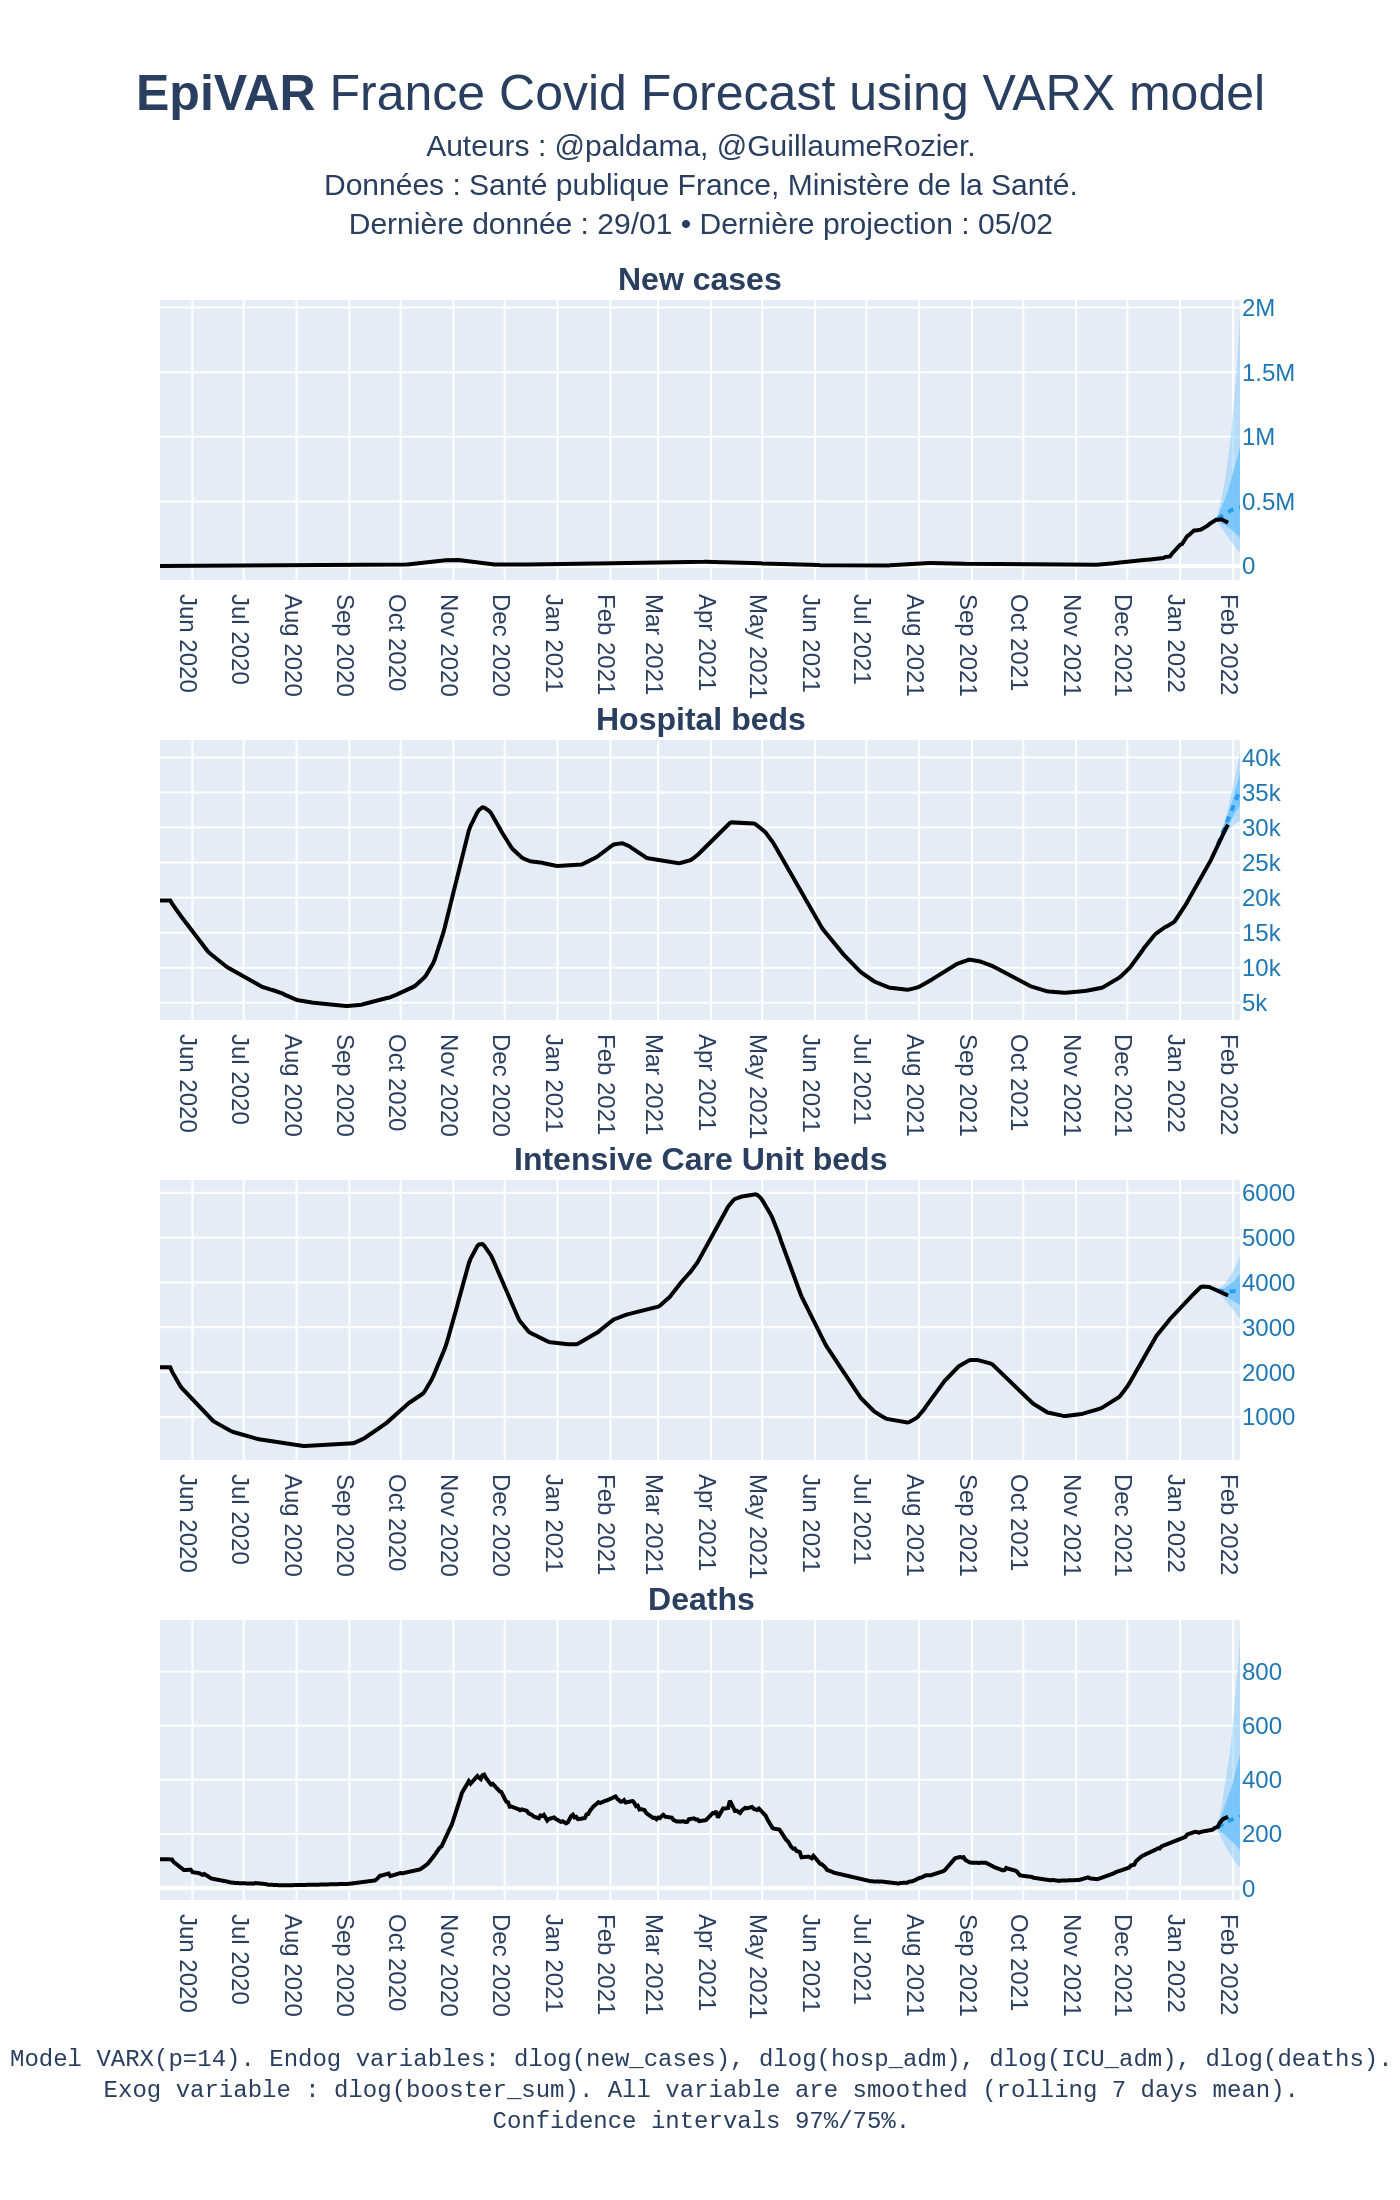 EpiVAR France Covid Forecast using VARX model
Auteurs : @paldama, @GuillaumeRozier.
Données : Santé publique France, Ministère de la Santé.
Dernière donnée : 29/01 • Dernière projection : 05/02
New cases
2M
1.5M
1M
0.5M
0
Jun 2020
Jul 2020
Aug 2020
Sep 2020
Oct 2020
Nov 2020
Dec 2020
Jan 2021
Feb 2021
Mar 2021
Apr 2021
May 2021
Jun 2021
Jul 2021
Aug 2021
Sep 2021
Oct 2021
Nov 2021
Dec 2021
Jan 2022
Feb 2022
Hospital beds
40k
35k
30k
25k
20k
15k
10k
5k
Jun 2020
Jul 2020
Aug 2020
Sep 2020
Oct 2020
Nov 2020
Dec 2020
Jan 2021
Feb 2021
Mar 2021
Apr 2021
May 2021
Jun 2021
Jul 2021
Aug 2021
Sep 2021
Oct 2021
Nov 2021
Dec 2021
Jan 2022
Feb 2022
Intensive Care Unit beds
6000
5000
4000
3000
2000
1000
Jun 2020
Jul 2020
Aug 2020
Sep 2020
Oct 2020
Nov 2020
Dec 2020
Jan 2021
Feb 2021
Mar 2021
Apr 2021
May 2021
Jun 2021
Jul 2021
Aug 2021
Sep 2021
Oct 2021
Nov 2021
Dec 2021
Jan 2022
Feb 2022
Deaths
800
600
400
200
0
Jun 2020
Jul 2020
Aug 2020
Sep 2020
Oct 2020
Nov 2020
Dec 2020
Jan 2021
Feb 2021
Mar 2021
Apr 2021
May 2021
Jun 2021
Jul 2021
Aug 2021
Sep 2021
Oct 2021
Nov 2021
Dec 2021
Jan 2022
Feb 2022
Model VARX(p=14). Endog variables: dlog(new_cases), dlog(hosp_adm), dlog(ICU_adm), dlog(deaths).
Exog variable : dlog(booster_sum). All variable are smoothed (rolling 7 days mean).
Confidence intervals 97%/75%.